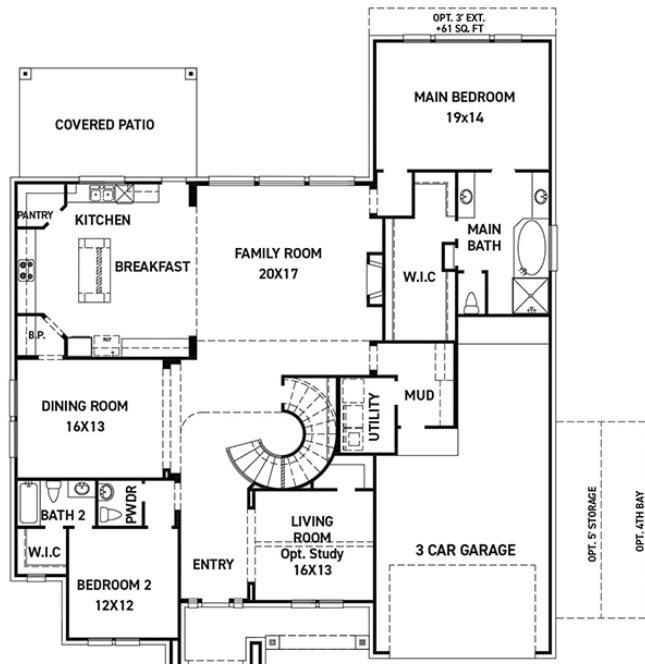 OPT. 3' EXT.
+61 SQ. FT
MAIN BEDROOM
19x14
COVERED PATIO
PANTRY
KITCHEN
BREAKFAST
FAMILY ROOM
20X17
MAIN
BATH
W.I.C
B.P.
REF
DINING ROOM
16X13
UTILITY
MUD
BATH 2
PWDR
W.I.C
BEDROOM 2
12X12
ENTRY
LIVING
ROOM
Opt. Study
16X13
3 CAR GARAGE
OPT. 5' STORAGE
OPT. 4TH BAY